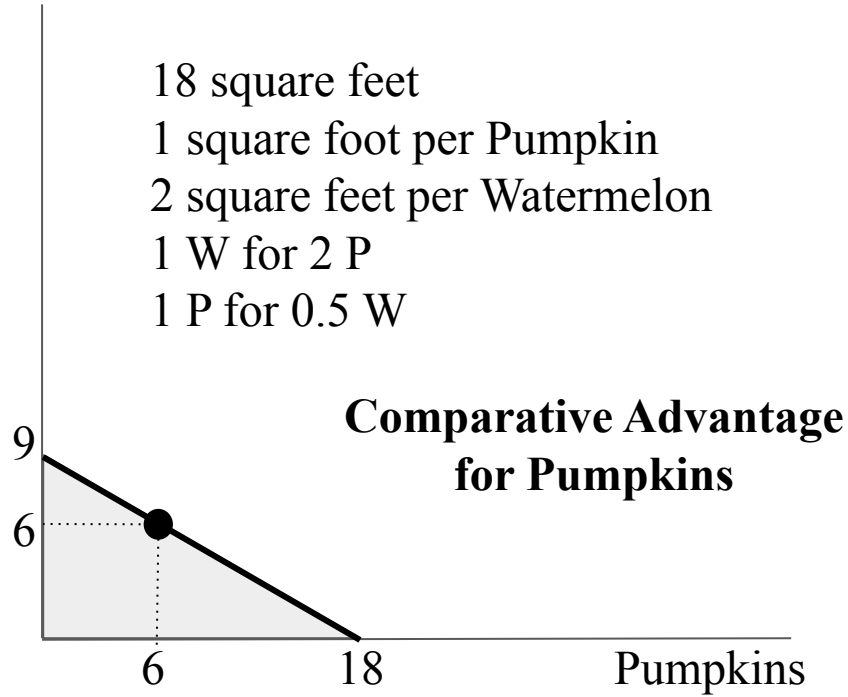 18 square feet
1 square foot per Pumpkin
2 square feet per Watermelon
1 W for 2 P
1 P for 0.5 W
Comparative Advantage
for Pumpkins
9
6
6
18
Pumpkins